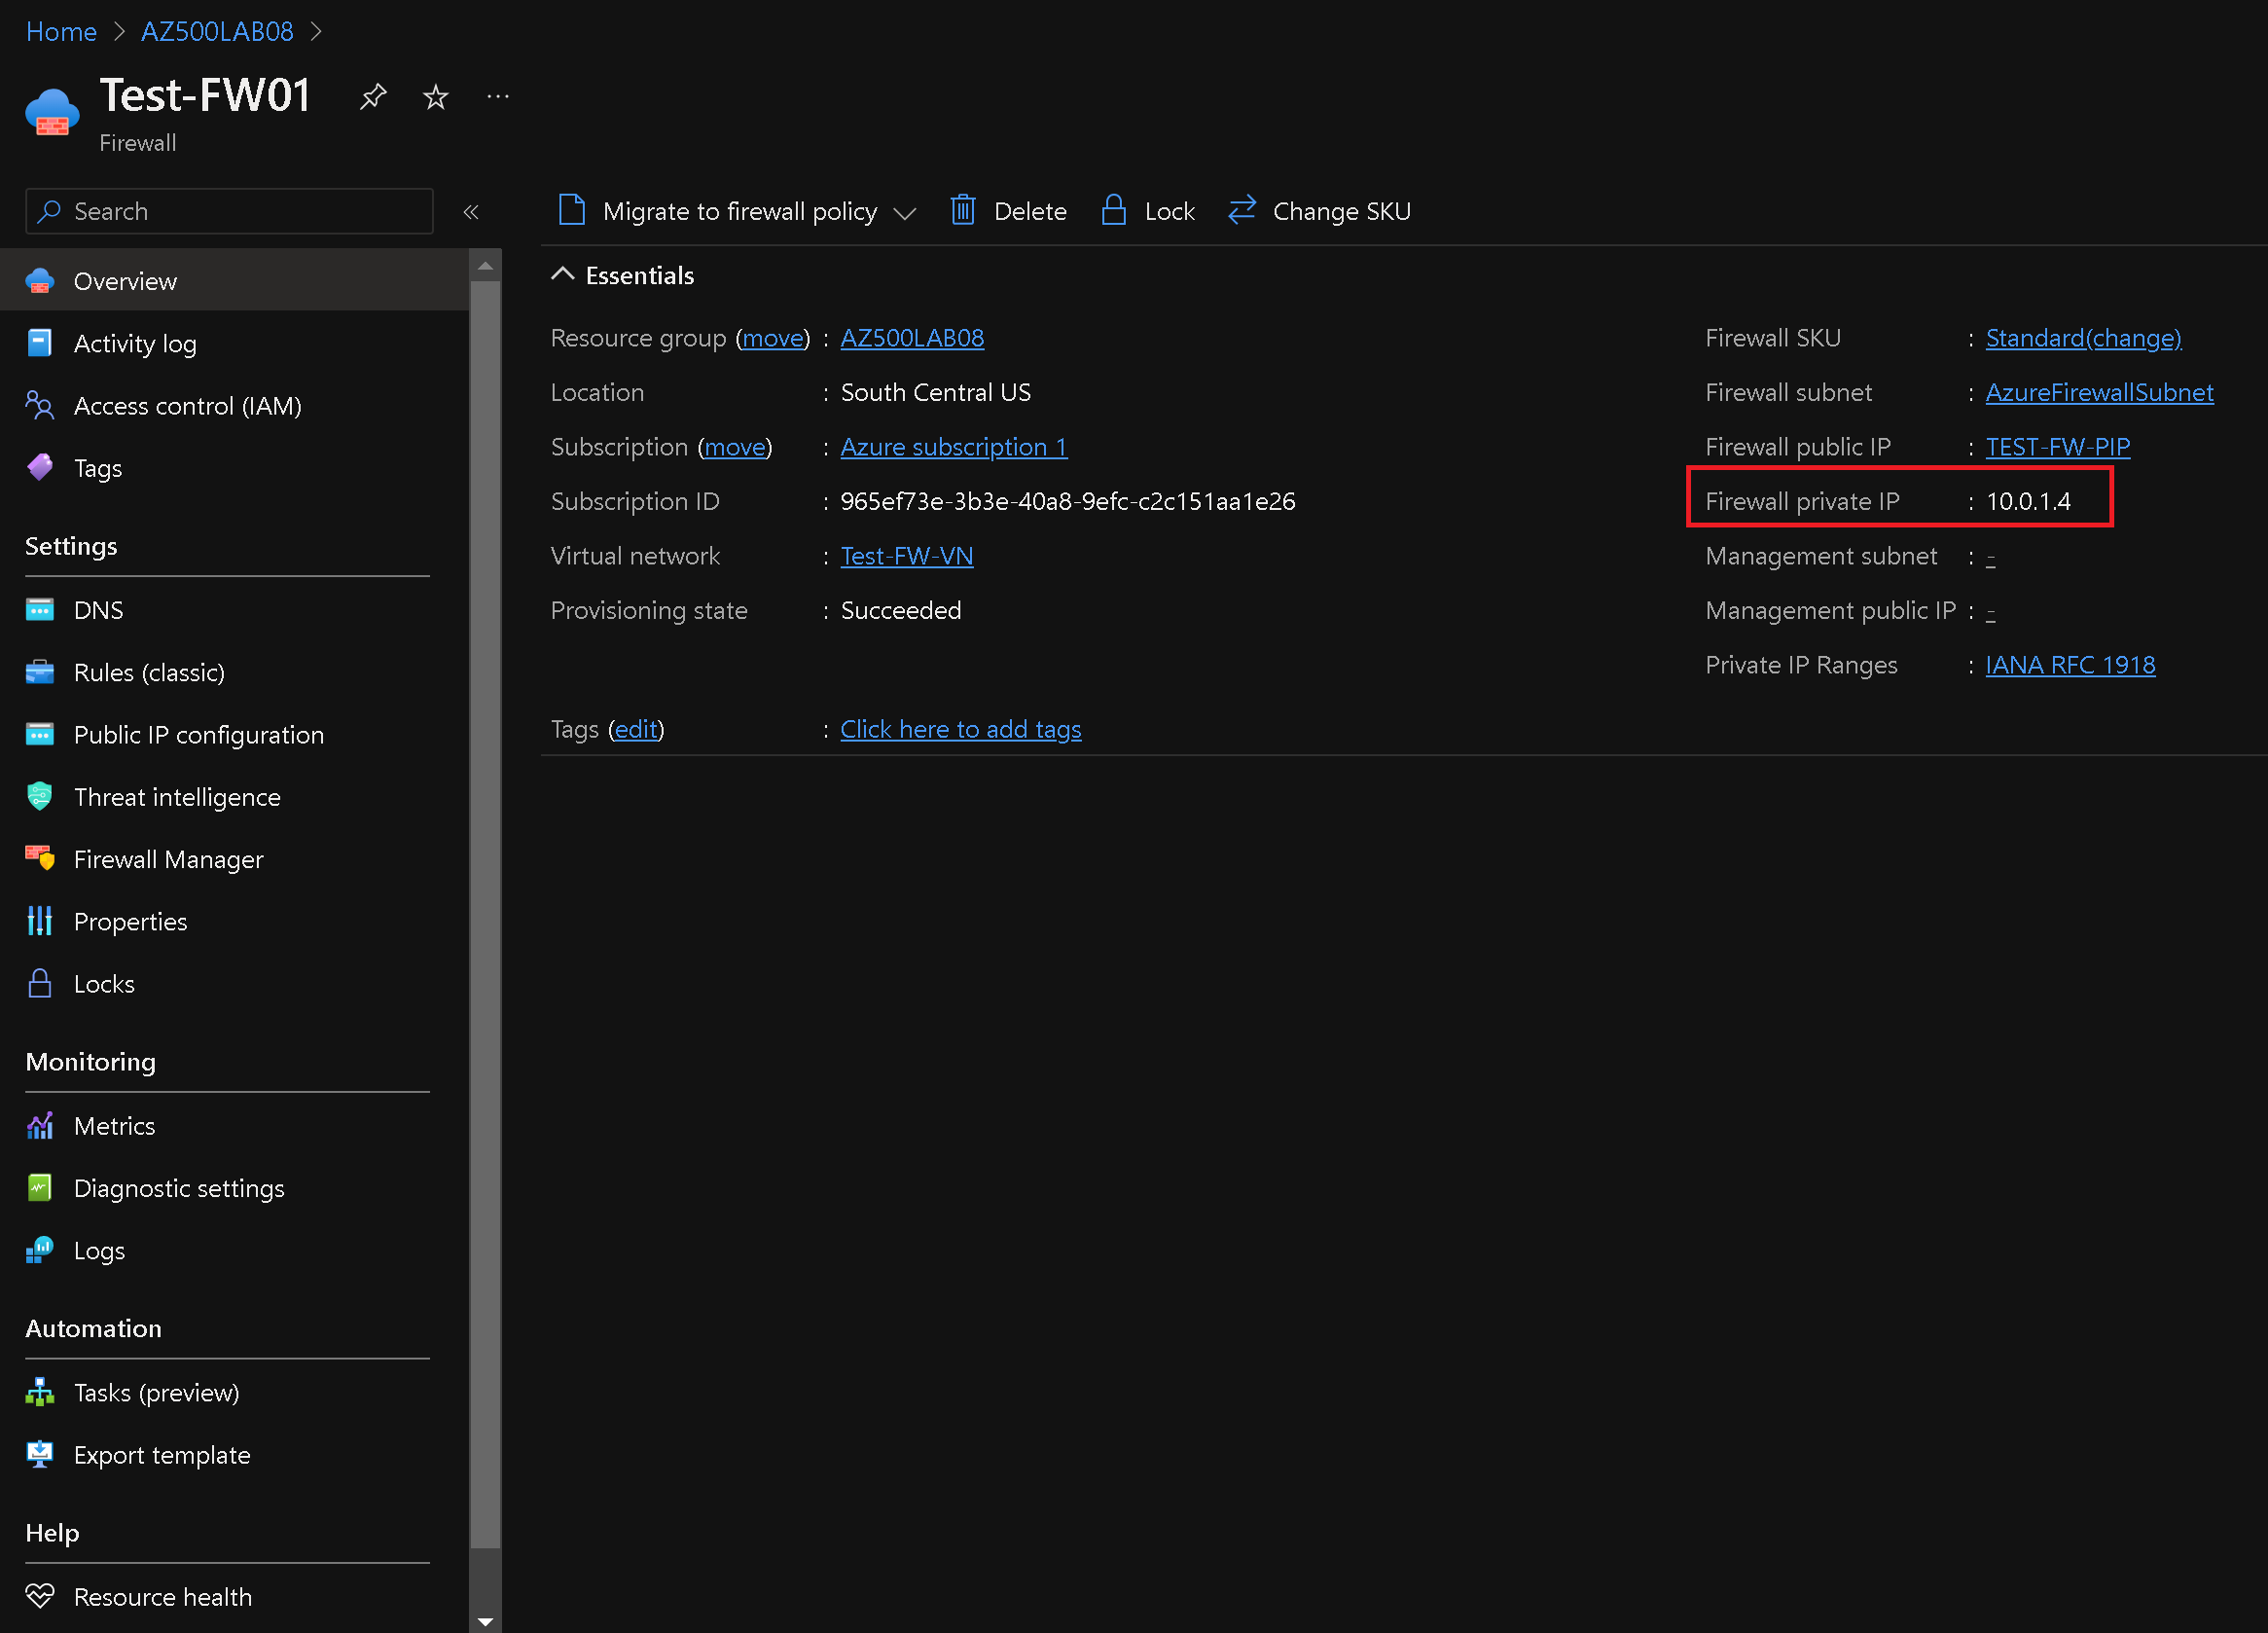 Home > AZ500LAB08 >
Test-FW01
Firewall
Search
Migrate to firewall policy
Delete
Lock
Change SKU
Overview
Activity log
Access control (IAM)
Tags
Settings
DNS
Rules (classic)
Public IP configuration
Threat intelligence
Firewall Manager
Properties
Locks
Monitoring
Metrics
Diagnostic settings
Logs
Automation
Tasks (preview)
Export template
Help
Resource health
Essentials
Resource group (move) : AZ500LAB08
Location : South Central US
Subscription (move) : Azure subscription 1
Subscription ID : 965ef73e-3b3e-40a8-9efc-c2c151aa1e26
Virtual network : Test-FW-VN
Provisioning state : Succeeded
Firewall SKU : Standard(change)
Firewall subnet : AzureFirewallSubnet
Firewall public IP : TEST-FW-PIP
Firewall private IP : 10.0.1.4
Management subnet : -
Management public IP : -
Private IP Ranges : IANA RFC 1918
Tags (edit) : Click here to add tags